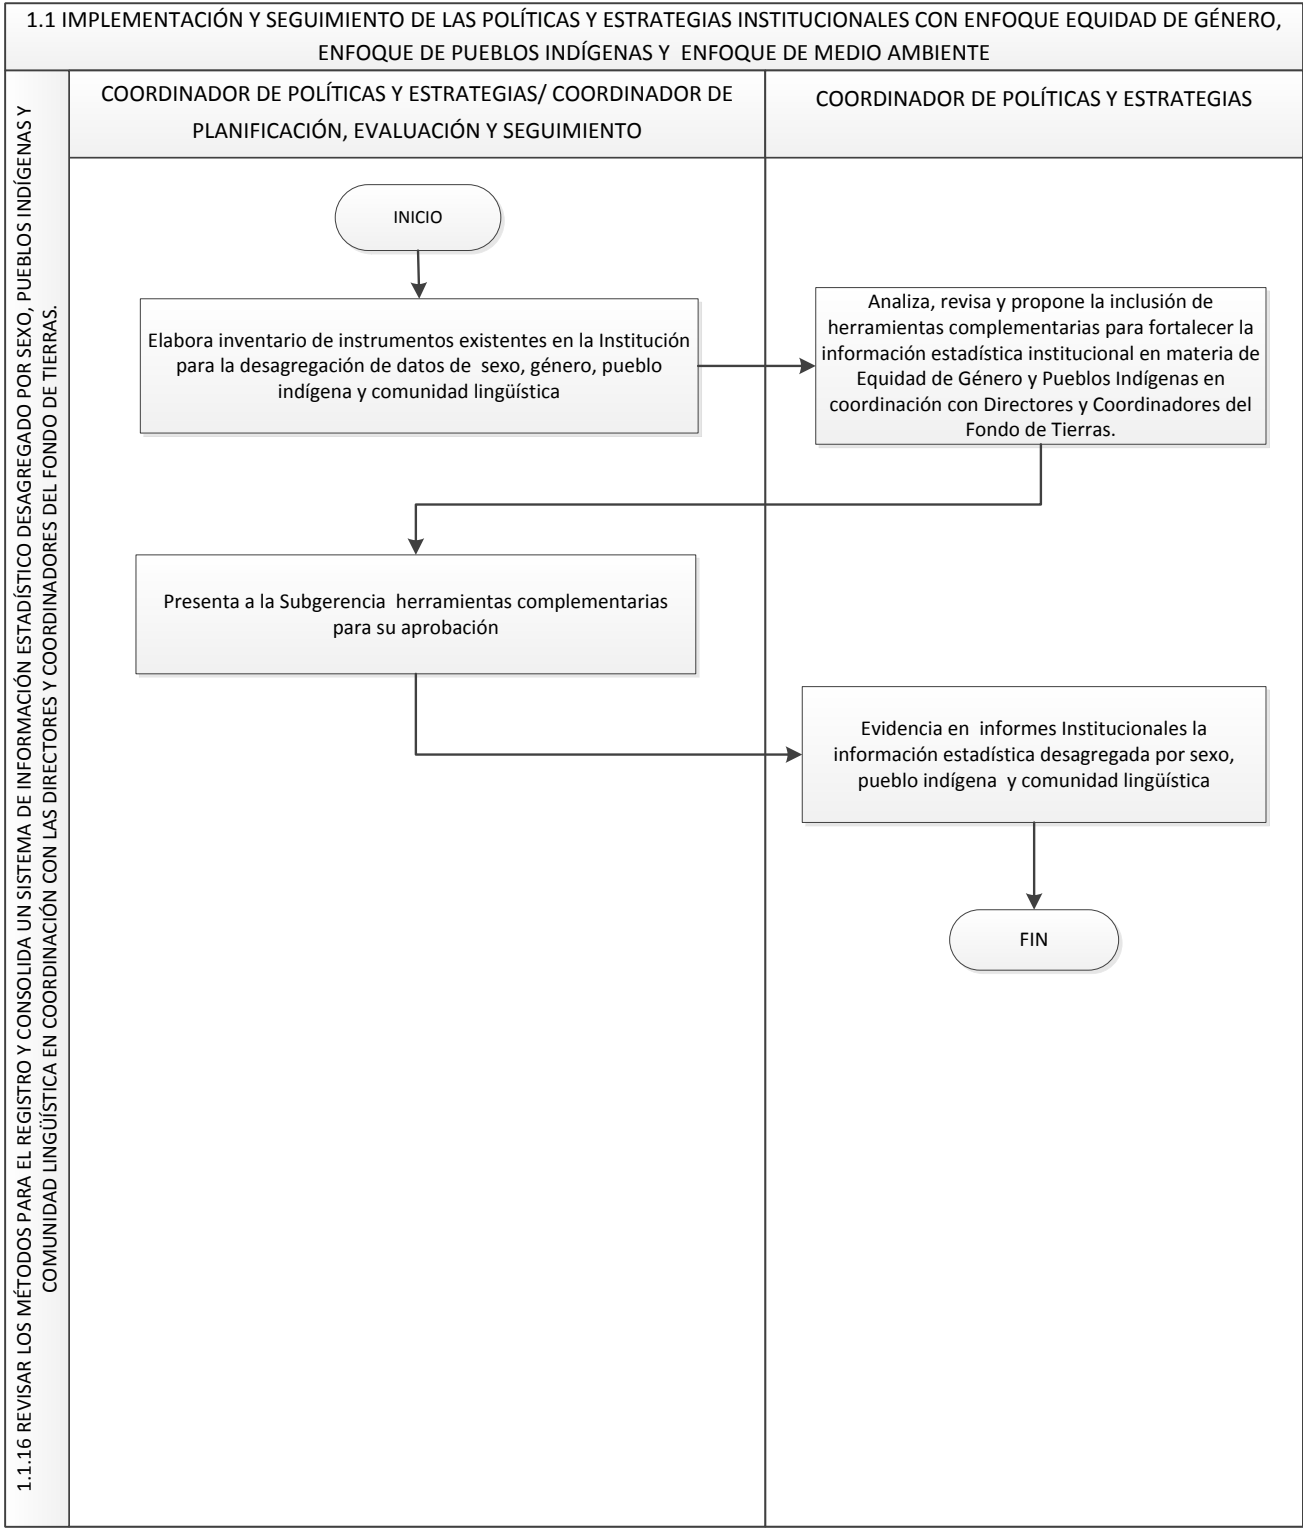 1.1 IMPLEMENTACIÓN Y SEGUIMIENTO DE LAS POLÍTICAS Y ESTRATEGIAS INSTITUCIONALES CON ENFOQUE EQUIDAD DE GÉNERO,
ENFOQUE DE PUEBLOS INDÍGENAS Y ENFOQUE DE MEDIO AMBIENTE
1.1.16 REVISAR LOS MÉTODOS PARA EL REGISTRO Y CONSOLIDA UN SISTEMA DE INFORMACIÓN ESTADÍSTICO DESAGREGADO POR SEXO, PUEBLOS INDÍGENAS Y
COMUNIDAD LINGÜÍSTICA EN COORDINACIÓN CON LAS DIRECTORES Y COORDINADORES DEL FONDO DE TIERRAS.
COORDINADOR DE POLÍTICAS Y ESTRATEGIAS/ COORDINADOR DE
PLANIFICACIÓN, EVALUACIÓN Y SEGUIMIENTO
COORDINADOR DE POLÍTICAS Y ESTRATEGIAS
INICIO
Elabora inventario de instrumentos existentes en la Institución
para la desagregación de datos de sexo, género, pueblo
indígena y comunidad lingüística
Analiza, revisa y propone la inclusión de
herramientas complementarias para fortalecer la
información estadística institucional en materia de
Equidad de Género y Pueblos Indígenas en
coordinación con Directores y Coordinadores del
Fondo de Tierras.
Presenta a la Subgerencia herramientas complementarias
para su aprobación
Evidencia en informes Institucionales la
información estadística desagregada por sexo,
pueblo indígena y comunidad lingüística
FIN